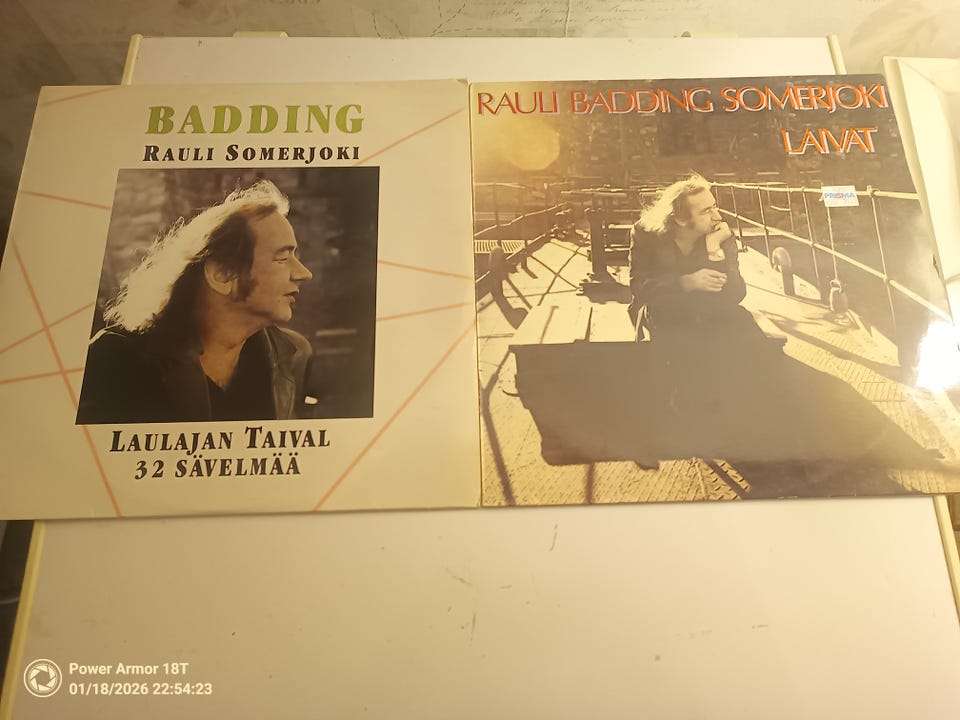 BADDING
RAULI SOMERJOKI
LAULAJAN TAIVAL
32 SÄVELMÄÄ
RAULI BADDING SOMERJOKI
LAIVAT
PRISMA
Power Armor 18T
01/18/2026 22:54:23